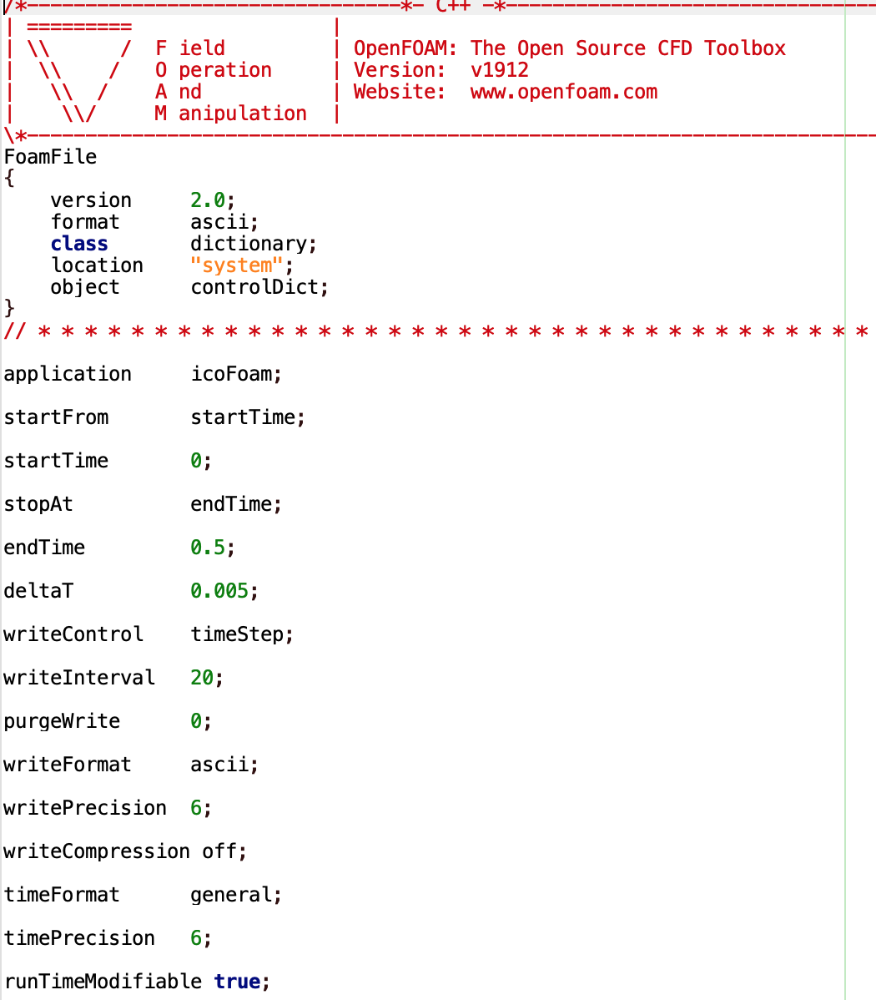 /*--------------------------------*- C++ -*----------------------------------
| =========                 |
| \\      /  F ield         | OpenFOAM: The Open Source CFD Toolbox
|  \\    /   O peration     | Version:  v1912
|   \\  /    A nd           | Website:  www.openfoam.com
|    \\/     M anipulation  |
\*---------------------------------------------------------------------------
FoamFile
{
    version     2.0;
    format      ascii;
    class       dictionary;
    location    "system";
    object      controlDict;
}
// * * * * * * * * * * * * * * * * * * * * * * * * * * * * * * * * * * * *
application     icoFoam;
startFrom       startTime;
startTime       0;
stopAt          endTime;
endTime         0.5;
deltaT          0.005;
writeControl    timeStep;
writeInterval   20;
purgeWrite      0;
writeFormat     ascii;
writePrecision  6;
writeCompression off;
timeFormat      general;
timePrecision   6;
runTimeModifiable true;